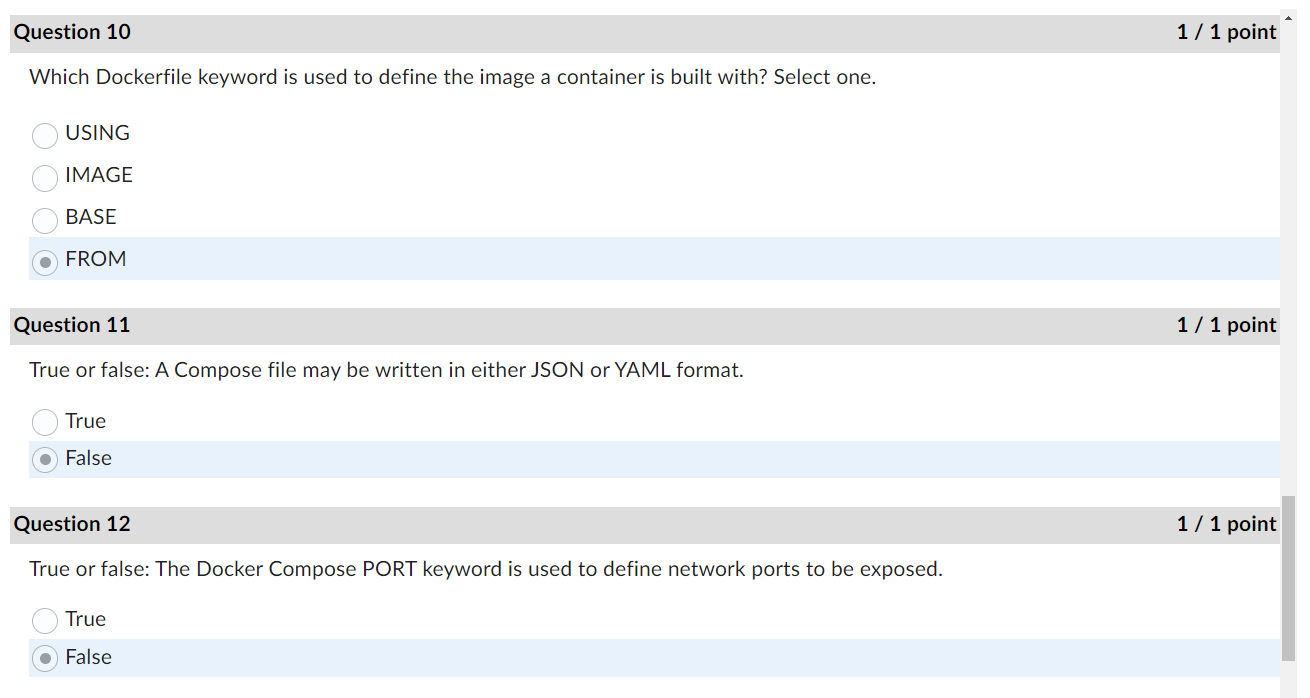 Question 10 1 / 1 point
Which Dockerfile keyword is used to define the image a container is built with? Select one.
USING
IMAGE
BASE
FROM
Question 11 1 / 1 point
True or false: A Compose file may be written in either JSON or YAML format.
True
False
Question 12 1 / 1 point
True or false: The Docker Compose PORT keyword is used to define network ports to be exposed.
True
False